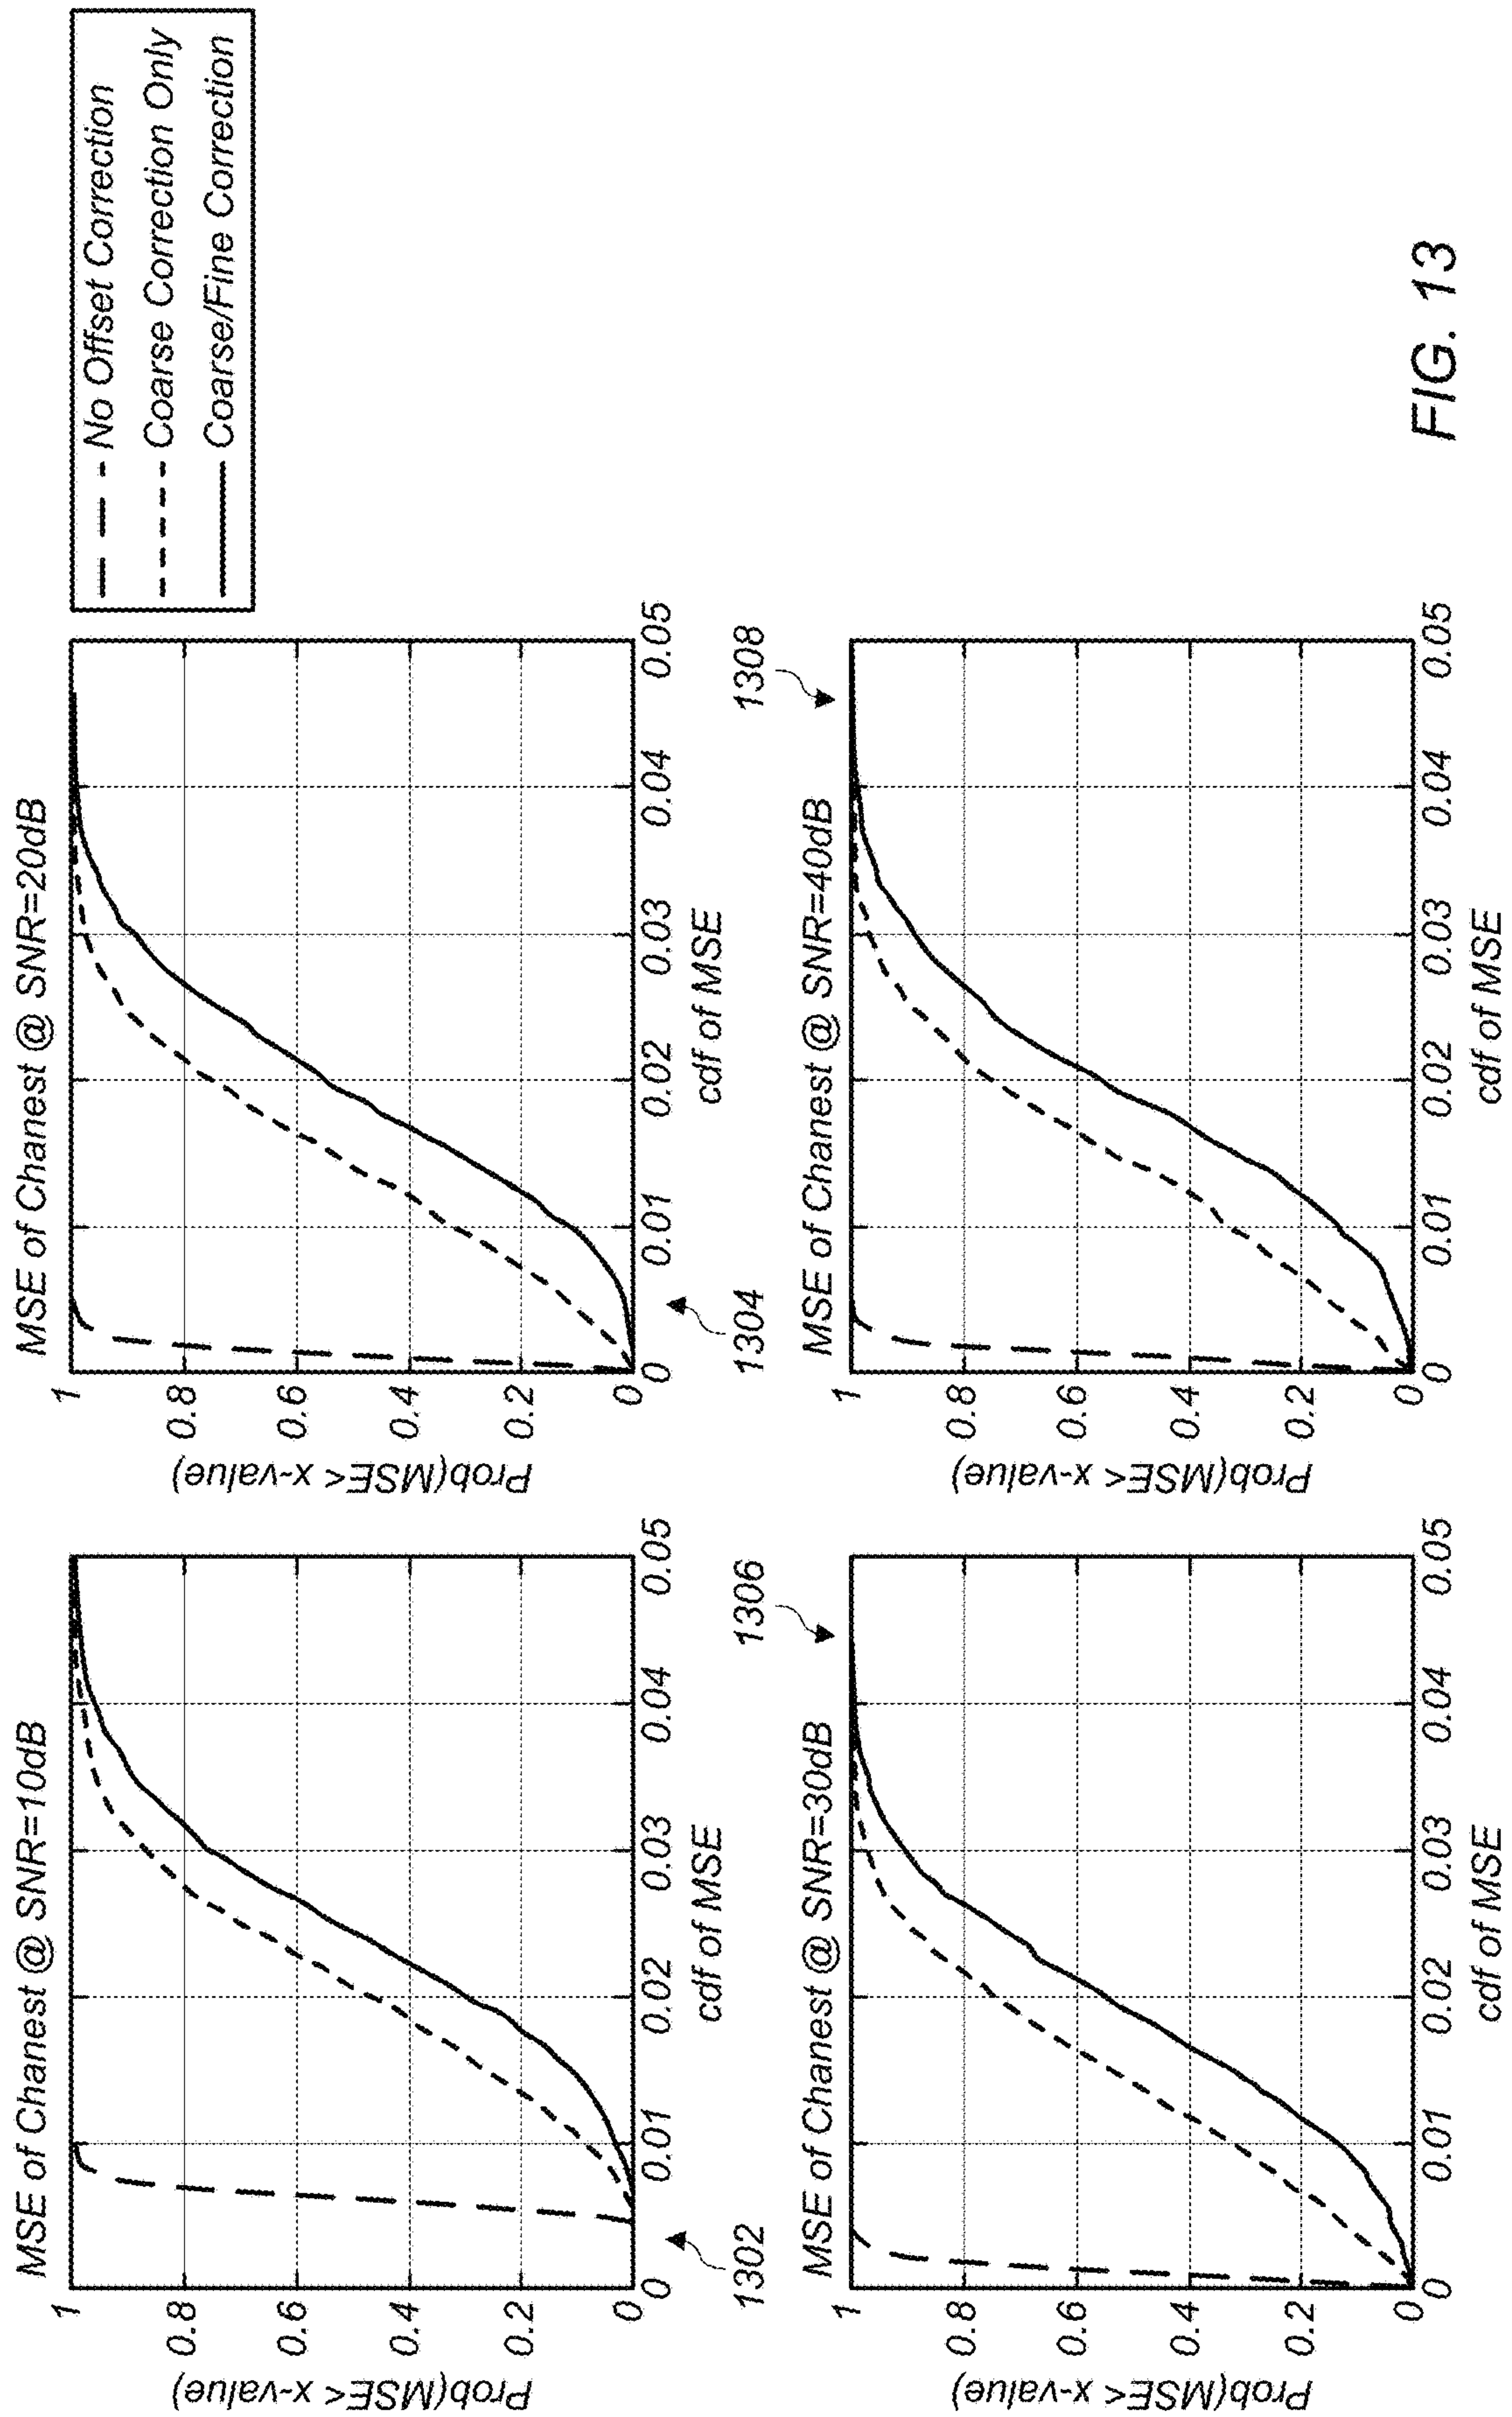 No Offset Correction
Coarse Correction Only
Coarse/Fine Correction
MSE of Chanest @ SNR=10dB
Prob(MSE< x-value)
1
0.8
0.6
0.4
0.2
0
0 0.01 0.02 0.03 0.04 0.05
cdf of MSE
1302
MSE of Chanest @ SNR=20dB
Prob(MSE< x-value)
1
0.8
0.6
0.4
0.2
0
0 0.01 0.02 0.03 0.04 0.05
cdf of MSE
1304
MSE of Chanest @ SNR=30dB
1306
Prob(MSE< x-value)
1
0.8
0.6
0.4
0.2
0
0 0.01 0.02 0.03 0.04 0.05
cdf of MSE
MSE of Chanest @ SNR=40dB
1308
Prob(MSE< x-value)
1
0.8
0.6
0.4
0.2
0
0 0.01 0.02 0.03 0.04 0.05
cdf of MSE
FIG. 13